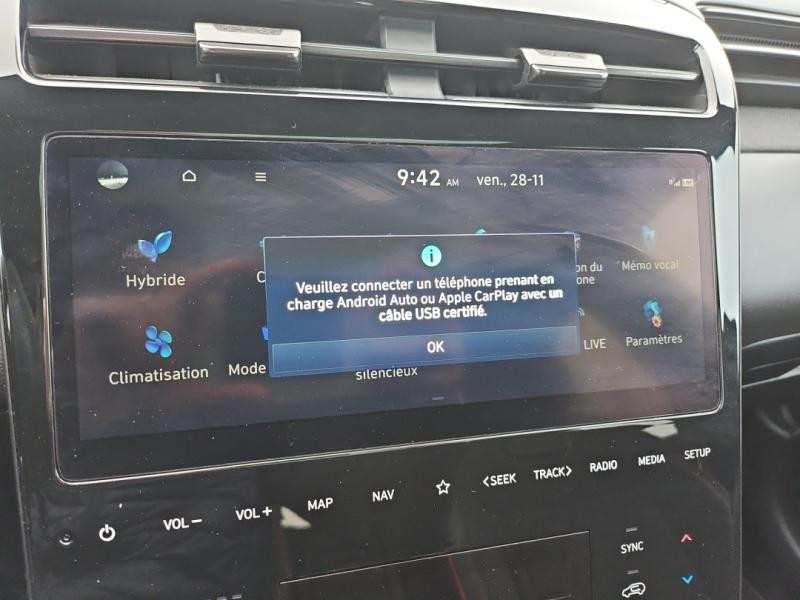 9:42 AM ven., 28-11
Hybride
Mémo vocal
Veuillez connecter un téléphone prenant en
charge Android Auto ou Apple CarPlay avec un
câble USB certifié.
OK
Climatisation
Mode
silencieux
LIVE
Paramètres
VOL−
VOL+
MAP
NAV
<SEEK
TRACK>
RADIO
MEDIA
SETUP
SYNC